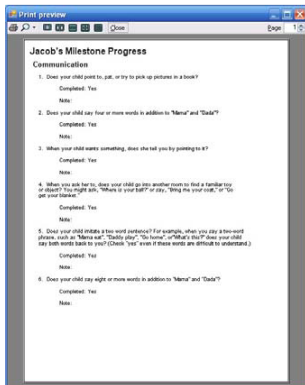 Print preview
Close
Page 1
Jacob's Milestone Progress
Communication
1. Does your child point to, pat, or try to pick up pictures in a book?
Completed: Yes
Note:
2. Does your child say four or more words in addition to "Mama" and "Dada"?
Completed: Yes
Note:
3. When your child wants something, does she tell you by pointing to it?
Completed: Yes
Note:
4. When you ask her to, does your child go into another room to find a familiar toy
or object? You might ask, "Where is your ball?" or say, "Bring me your coat," or "Go
get your blanket."
Completed: Yes
Note:
5. Does your child imitate a two word sentence? For example, when you say a two-word
phrase, such as "Mama eat", "Daddy play", "Go home", or"What's this?" does your child
say both words back to you? (Check "yes" even if these words are difficult to understand.)
Completed: Yes
Note:
6. Does your child say eight or more words in addition to "Mama" and "Dada"?
Completed: Yes
Note: